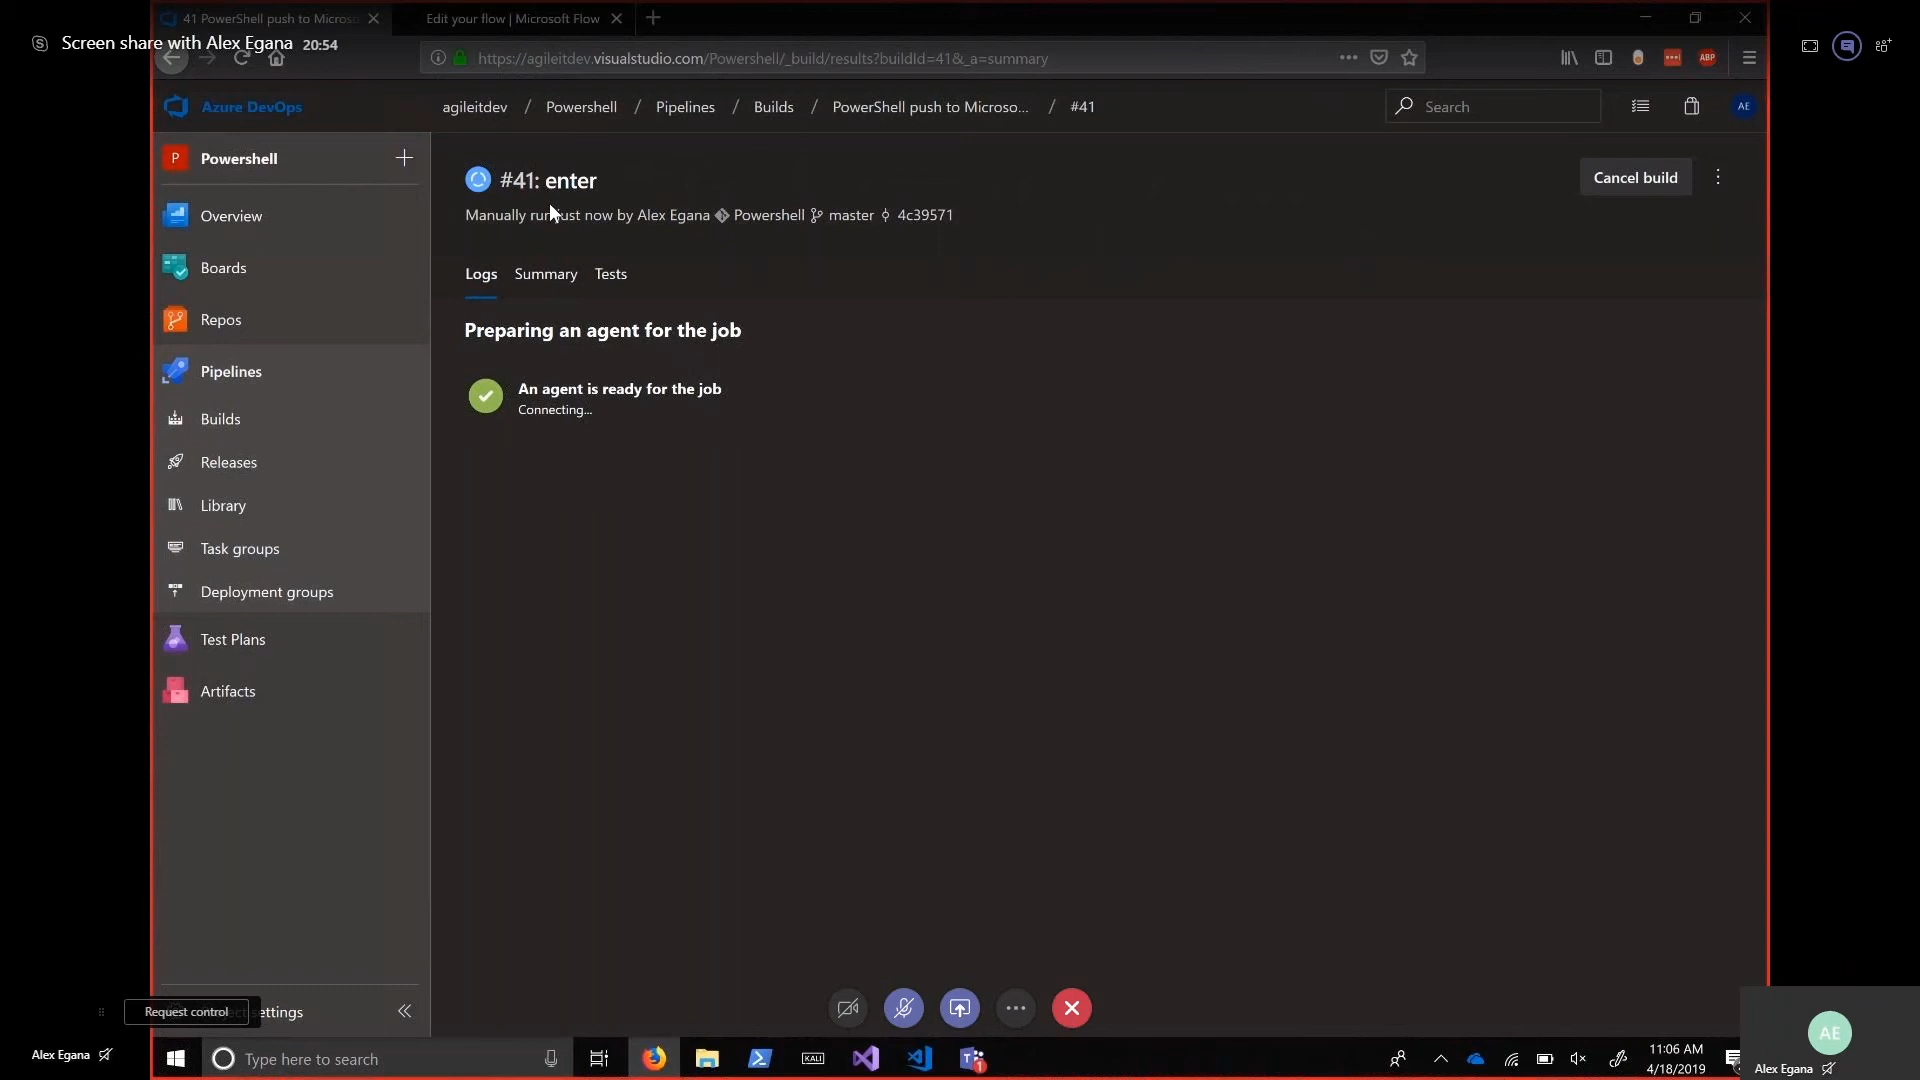 41 PowerShell push to Microso
Edit your flow | Microsoft Flow
Screen share with Alex Egana 20:54
https://agileitdev.visualstudio.com/Powershell/_build/results?buildId=41&_a=summary
ABP
Azure DevOps
agileitdev / Powershell / Pipelines / Builds / PowerShell push to Microso... / #41
Search
AE
P Powershell
#41: enter
Cancel build
Manually run just now by Alex Egana Powershell master 4c39571
Overview
Boards
Repos
Pipelines
Builds
Releases
Library
Task groups
Deployment groups
Test Plans
Artifacts
Logs Summary Tests
Preparing an agent for the job
An agent is ready for the job
Connecting...
Request control
ettings
Alex Egana
Type here to search
KALI
1
11:06 AM
4/18/2019
AE
Alex Egana